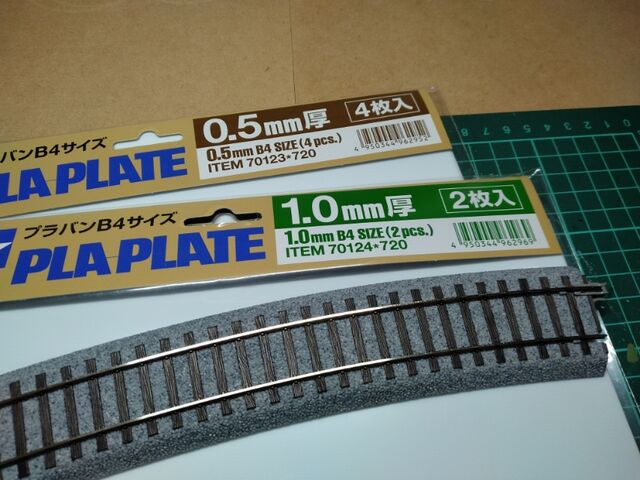 0.5mm厚
4枚入
バンB4サイズ
0.5mm B4 SIZE (4 pcs.)
ITEM 70123*720
4 950344 962952
PLA PLATE
1.0mm厚
2枚入
プラバンB4サイズ
1.0mm B4 SIZE (2 pcs.)
ITEM 70124*720
4 950344 962969
PLA PLATE